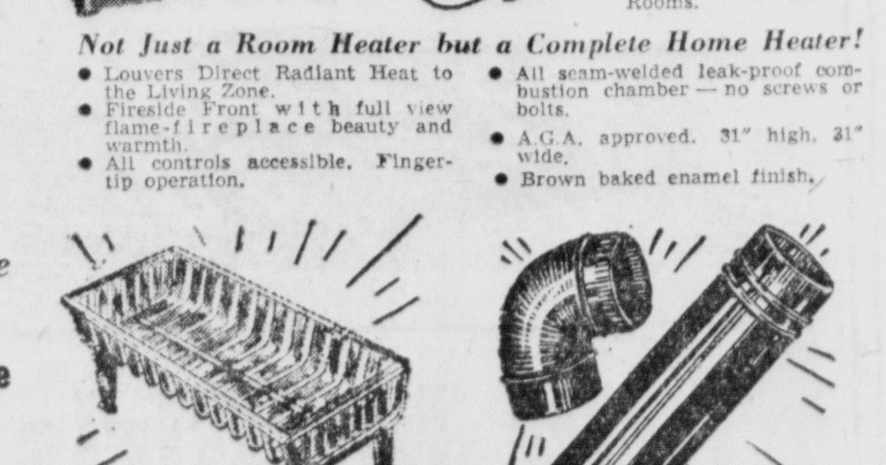 Rooms.
Not Just a Room Heater but a Complete Home Heater!
● Louvers Direct Radiant Heat to
the Living Zone.
● Fireside Front with full view
flame-fireplace beauty and
warmth.
● All controls accessible. Finger-
tip operation.
● All seam-welded leak-proof com-
bustion chamber — no screws or
bolts.
● A.G.A. approved. 31" high, 31"
wide.
● Brown baked enamel finish.
e
e